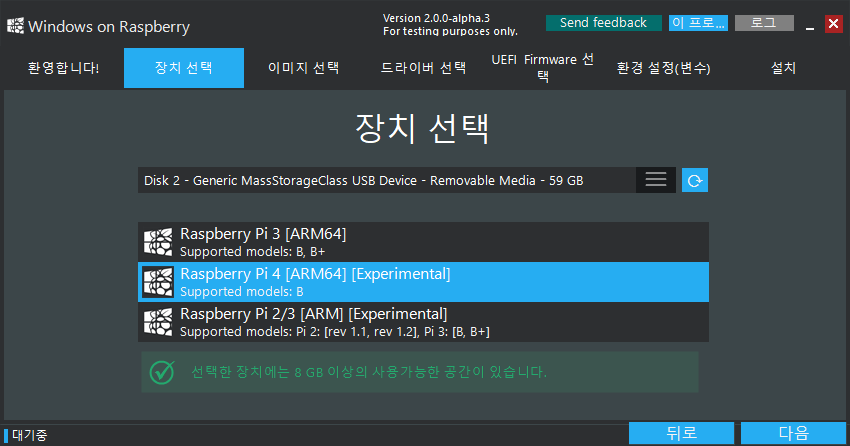 Windows on Raspberry
Version 2.0.0-alpha.3
For testing purposes only.
Send feedback
이 프로...
로그
환영합니다!
장치 선택
이미지 선택
드라이버 선택
UEFI Firmware 선
택
환경 설정(변수)
설치
장치 선택
Disk 2 - Generic MassStorageClass USB Device - Removable Media - 59 GB
Raspberry Pi 3 [ARM64]
Supported models: B, B+
Raspberry Pi 4 [ARM64] [Experimental]
Supported models: B
Raspberry Pi 2/3 [ARM] [Experimental]
Supported models: Pi 2: [rev 1.1, rev 1.2], Pi 3: [B, B+]
선택한 장치에는 8 GB 이상의 사용가능한 공간이 있습니다.
대기중
뒤로
다음